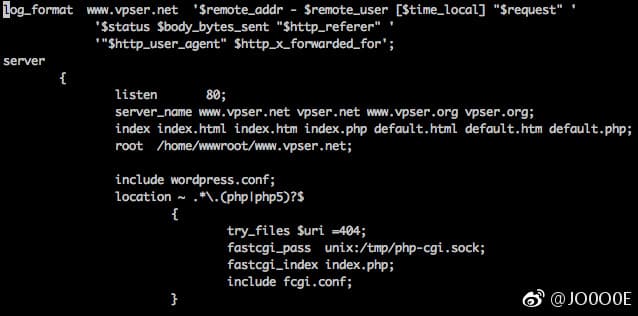 log_format  www.vpser.net  '$remote_addr - $remote_user [$time_local] "$request" '
'$status $body_bytes_sent "$http_referer" '
'"$http_user_agent" $http_x_forwarded_for';
server
{
listen       80;
server_name www.vpser.net vpser.net www.vpser.org vpser.org;
index index.html index.htm index.php default.html default.htm default.php;
root  /home/wwwroot/www.vpser.net;
include wordpress.conf;
location ~ .*\.(php|php5)?$
{
try_files $uri =404;
fastcgi_pass  unix:/tmp/php-cgi.sock;
fastcgi_index index.php;
include fcgi.conf;
}
@JO0O0E